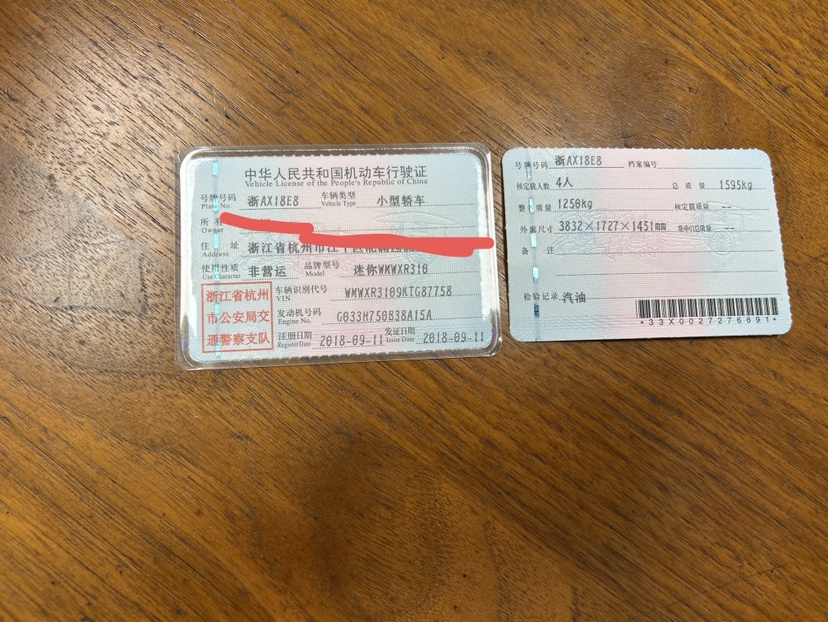 中华人民共和国机动车行驶证
Vehicle License of the People's Republic of China
号牌号码 浙AX18E8 车辆类型 小型轿车
Plate No. Vehicle Type
所
Owner
住 址 浙江省杭州市江干区
Address
使用性质 非营运 品牌型号 迷你WMWXR310
Use Character Model
浙江省杭州
市公安局交
通警察支队
车辆识别代号 WMWXR3109KTG87758
VIN
发动机号码 G033H750B38A15A
Engine No.
注册日期 2018-09-11 发证日期 2018-09-11
Register Date Issue Date
号牌号码 浙AX18E8 档案编号
核定载人数 4人 总质量 1595kg
整备质量 1250kg 核定载质量 --
外廓尺寸 3832×1727×1451 准牵引总质量 --
备 注
检验记录 汽油
*33X0027276891*